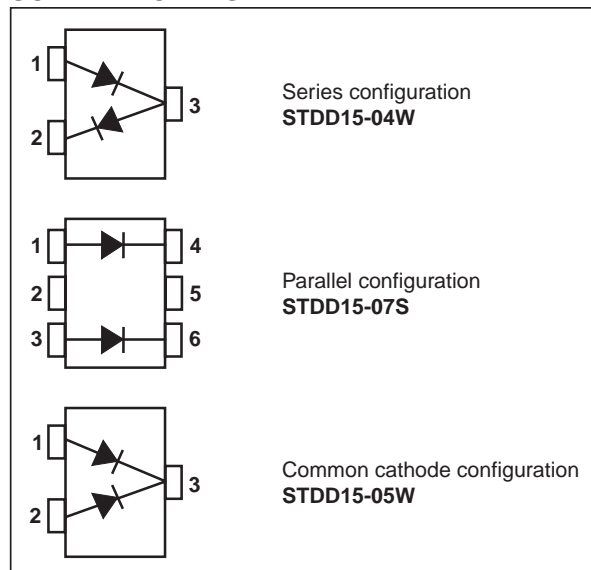 1
2
3
Series configuration
STDD15-04W
1
2
3
4
5
6
Parallel configuration
STDD15-07S
1
2
3
Common cathode configuration
STDD15-05W